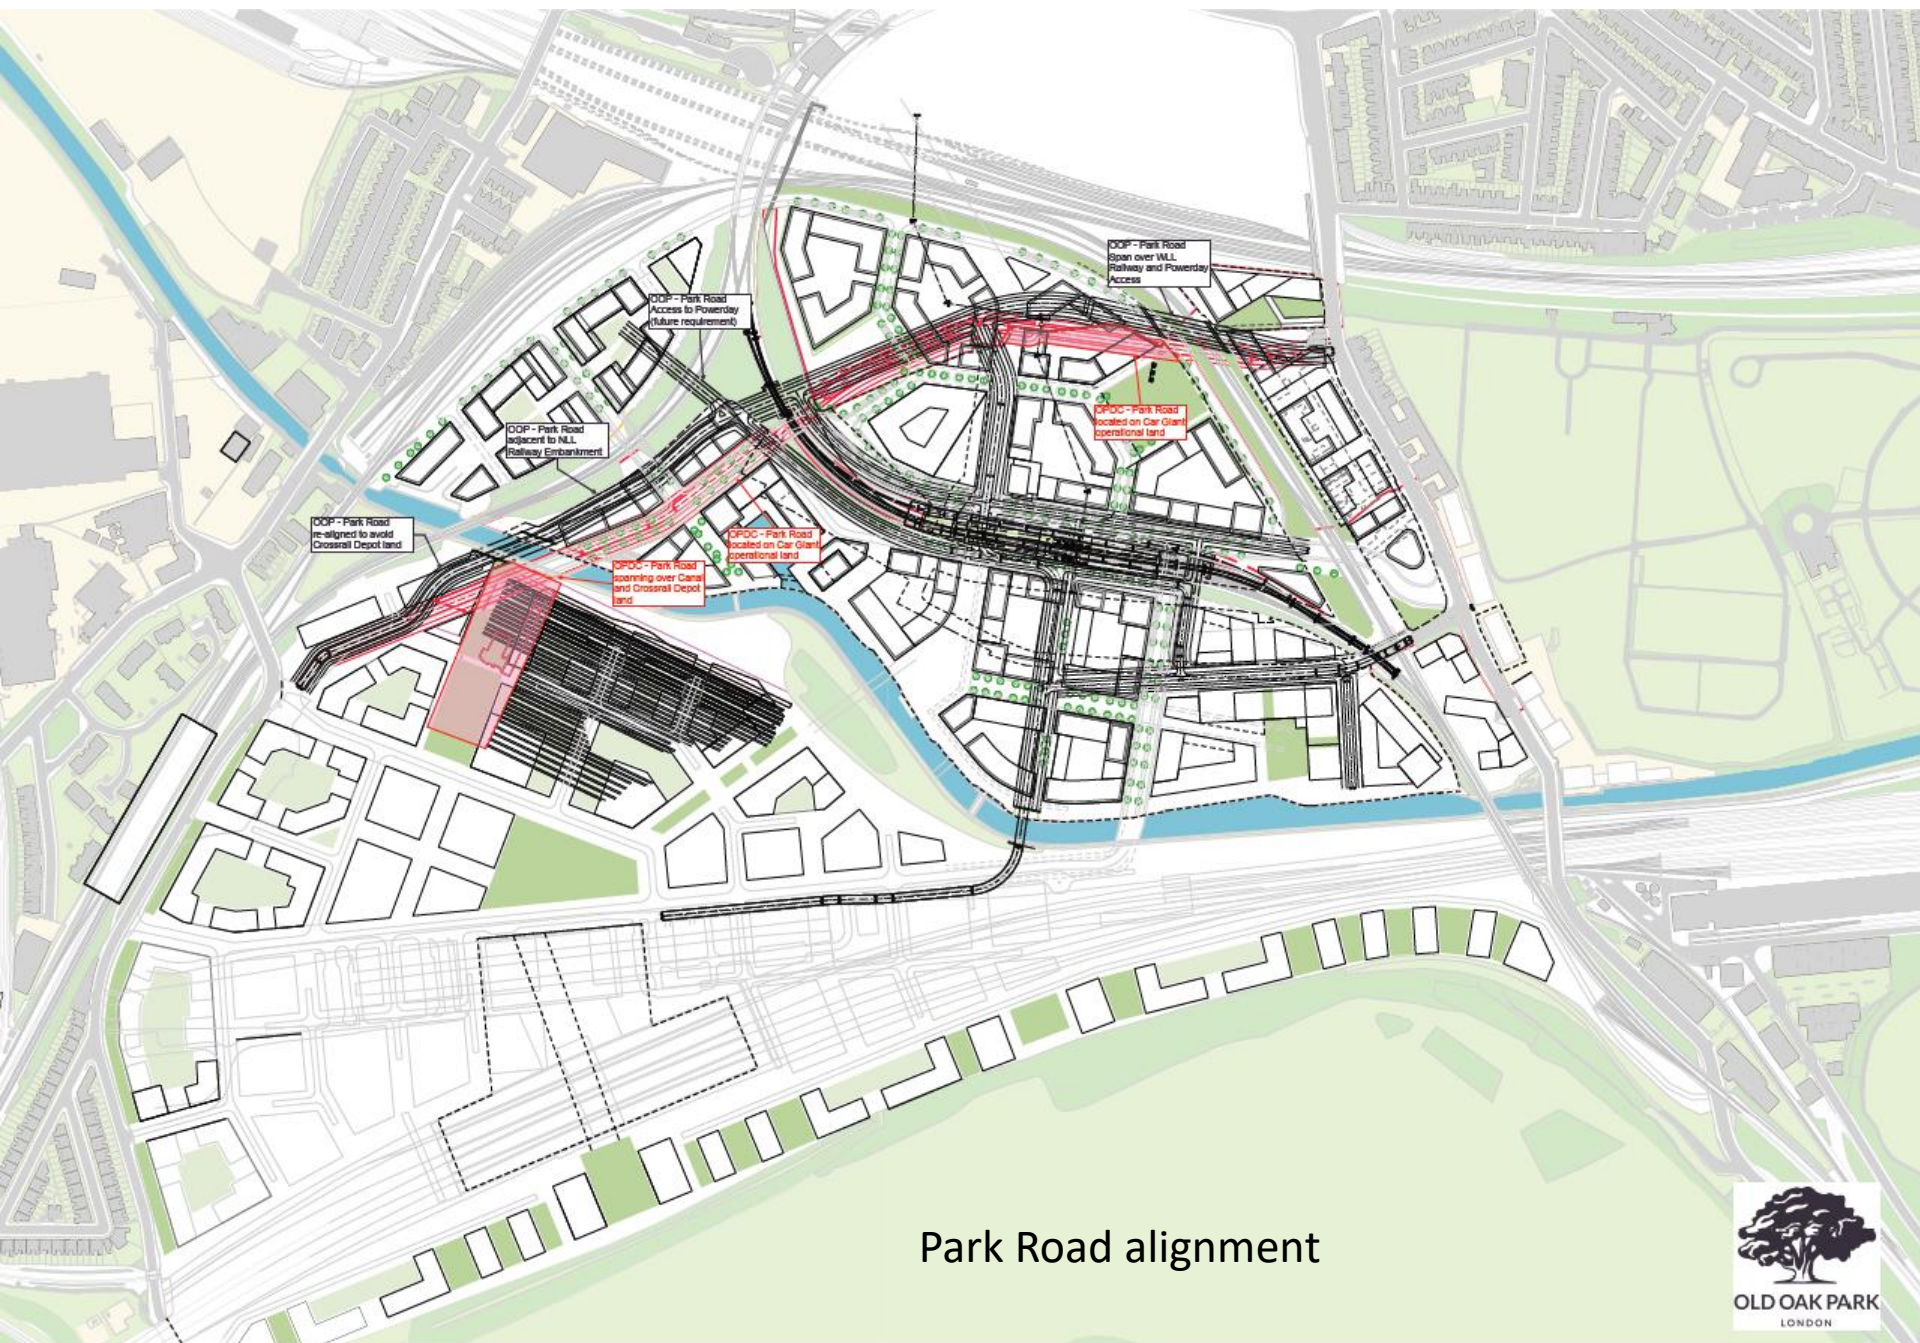 OOP - Park Road
Span over WLL
Railway and Powerday
Access
OOP - Park Road
Access to Powerday
(future requirement)
OPDC - Park Road
located on Car Giant
operational land
OOP - Park Road
adjacent to NLL
Railway Embankment
OOP - Park Road
re-aligned to avoid
Crossrail Depot land
OPDC - Park Road
located on Car Giant
operational land
OPDC - Park Road
spanning over Canal
and Crossrail Depot
land
Park Road alignment
OLD OAK PARK
LONDON